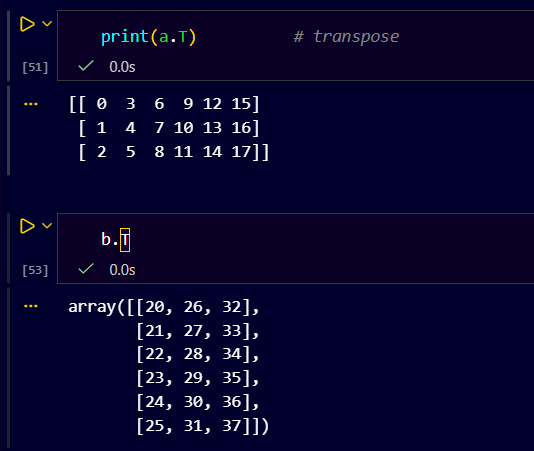 print(a.T)          # transpose
[51]
0.0s
...
[[ 0  3  6  9 12 15]
 [ 1  4  7 10 13 16]
 [ 2  5  8 11 14 17]]
b.T
[53]
0.0s
...
array([[20, 26, 32],
       [21, 27, 33],
       [22, 28, 34],
       [23, 29, 35],
       [24, 30, 36],
       [25, 31, 37]])